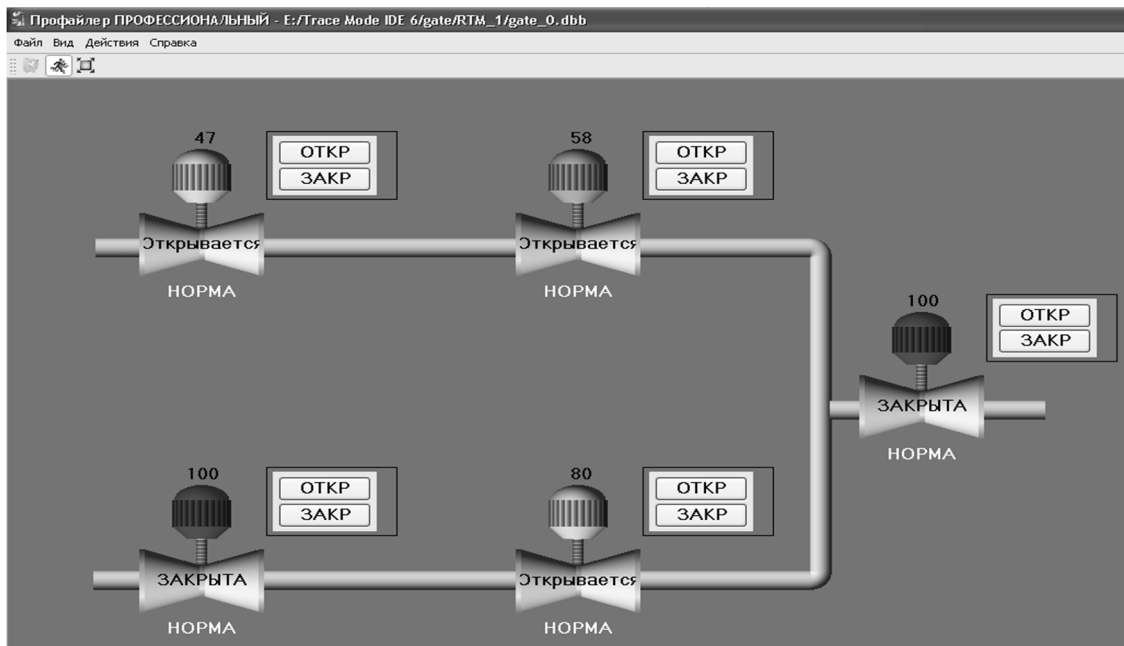 Профайлер ПРОФЕССИОНАЛЬНЫЙ - E:/Trace Mode IDE 6/gate/RTM_1/gate_0.dbb
Файл Вид Действия Справка
47
ОТКР
ЗАКР
Открывается
НОРМА
58
ОТКР
ЗАКР
Открывается
НОРМА
100
ОТКР
ЗАКР
ЗАКРЫТА
НОРМА
100
ОТКР
ЗАКР
ЗАКРЫТА
НОРМА
80
ОТКР
ЗАКР
Открывается
НОРМА